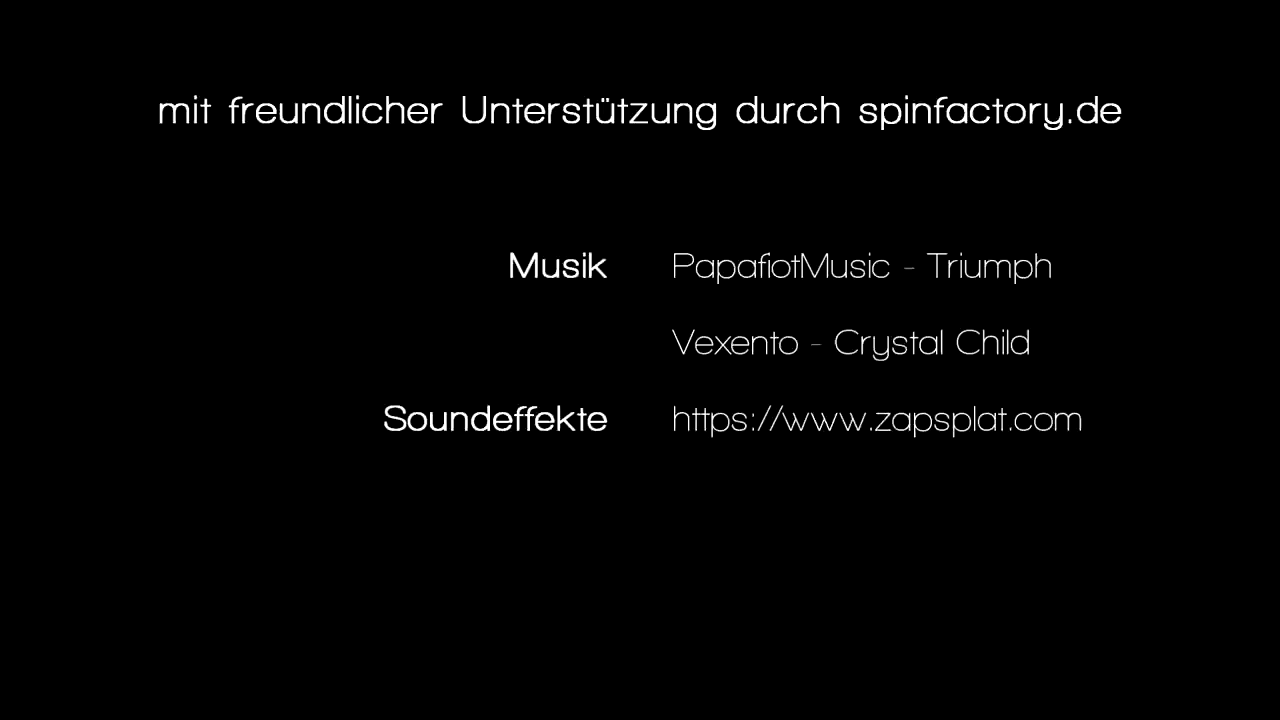 mit freundlicher Unterstützung durch spinfactory.de
Musik PapafiotMusic - Triumph
Vexento - Crystal Child
Soundeffekte https://www.zapsplat.com